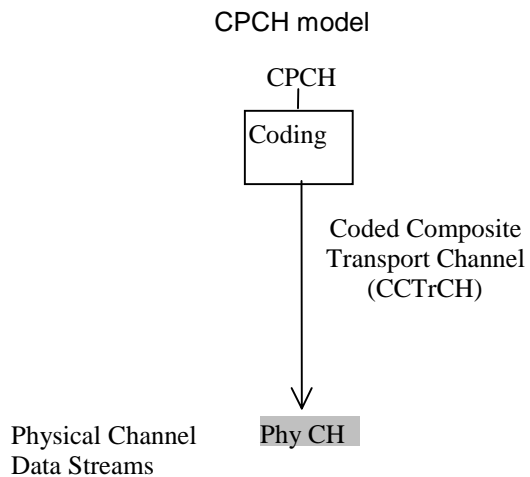 CPCH model
CPCH
Coding
Coded Composite
Transport Channel
(CCTrCH)
Physical Channel
Data Streams
Phy CH